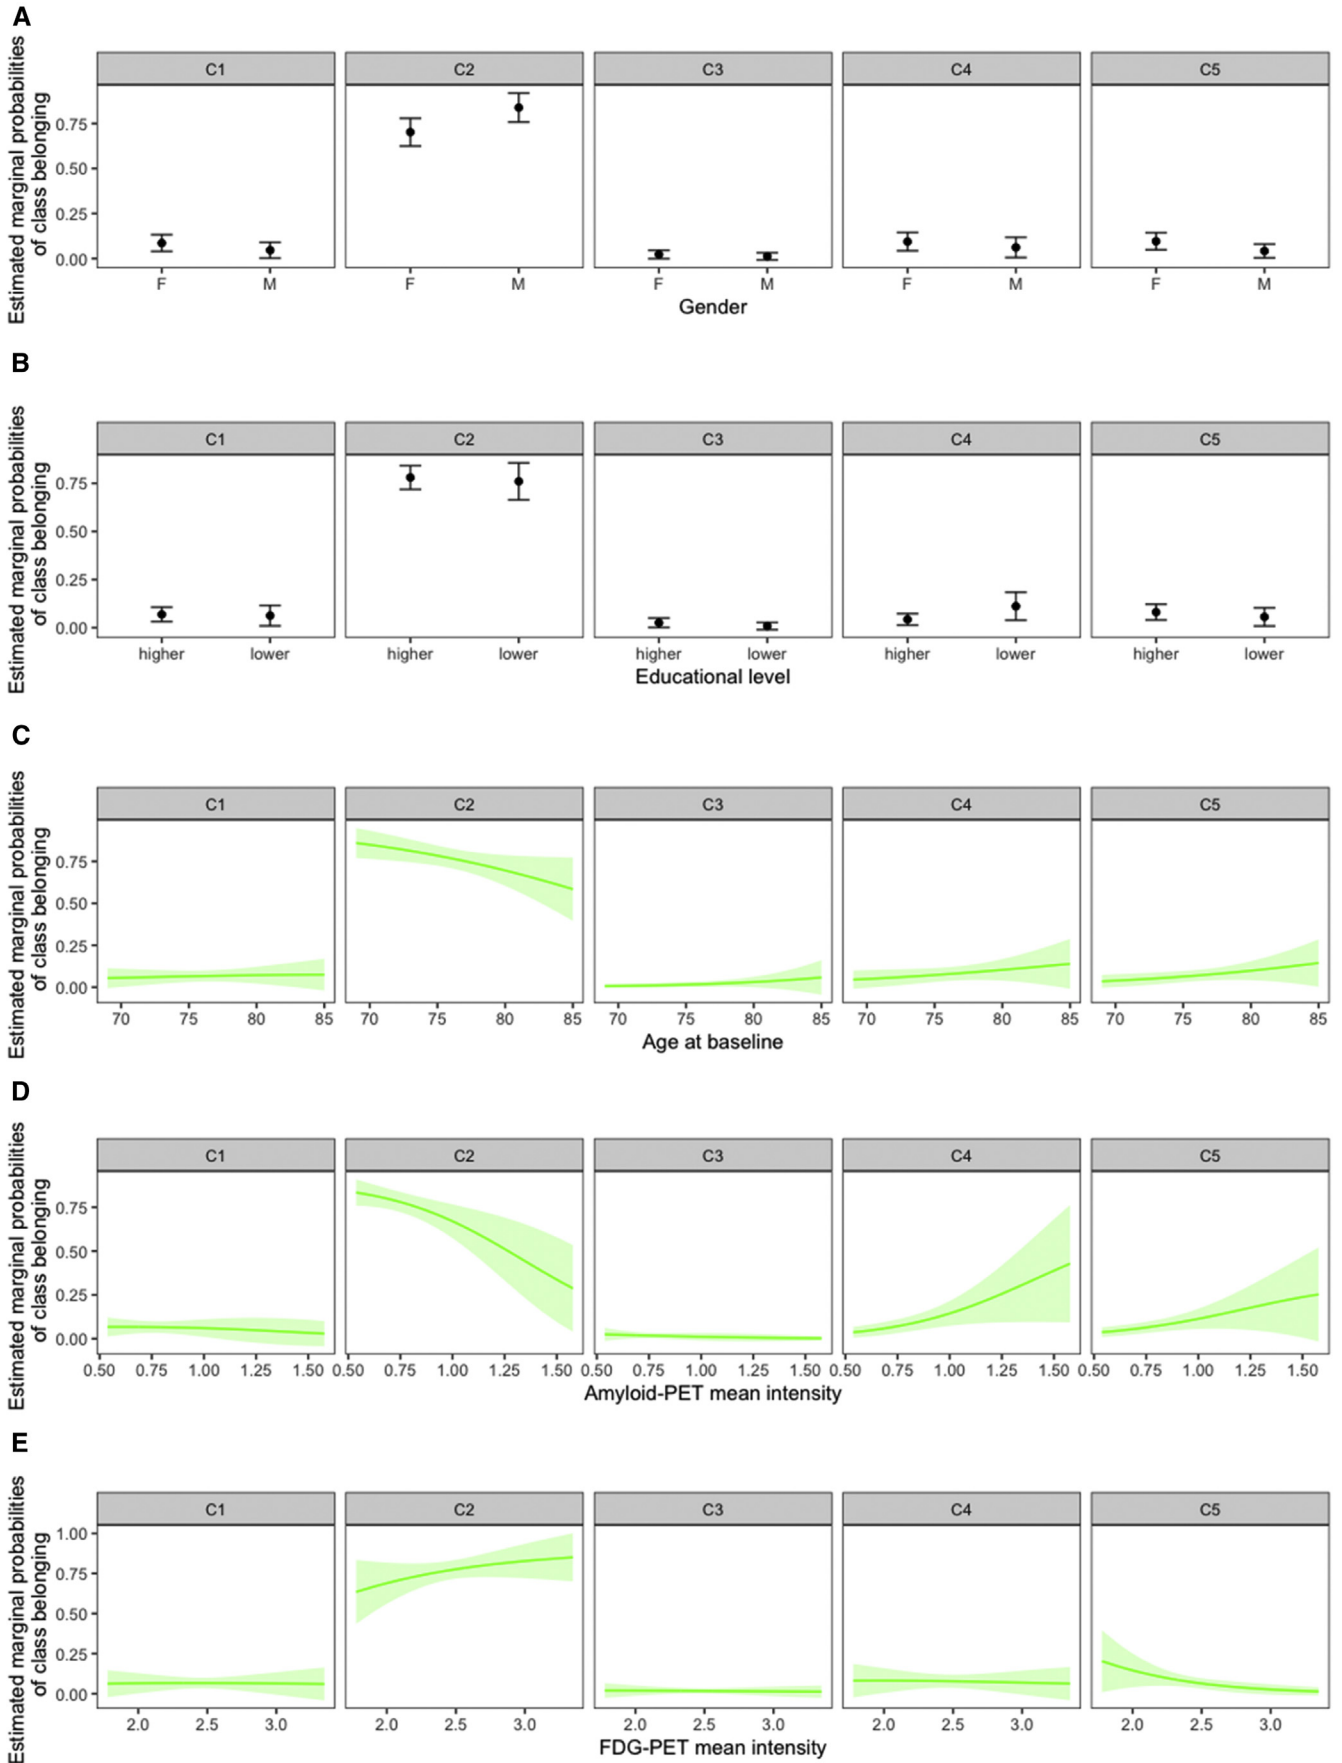 A
Estimated marginal probabilities
of class belonging
C1 C2 C3 C4 C5
0.75
0.50
0.25
0.00
F M F M F M F M F M
Gender
B
Estimated marginal probabilities
of class belonging
C1 C2 C3 C4 C5
0.75
0.50
0.25
0.00
higher lower higher lower higher lower higher lower higher lower
Educational level
C
Estimated marginal probabilities
of class belonging
C1 C2 C3 C4 C5
0.75
0.50
0.25
0.00
70 75 80 85 70 75 80 85 70 75 80 85 70 75 80 85 70 75 80 85
Age at baseline
D
Estimated marginal probabilities
of class belonging
C1 C2 C3 C4 C5
0.75
0.50
0.25
0.00
0.50 0.75 1.00 1.25 1.50 0.50 0.75 1.00 1.25 1.50 0.50 0.75 1.00 1.25 1.50 0.50 0.75 1.00 1.25 1.50 0.50 0.75 1.00 1.25 1.50
Amyloid-PET mean intensity
E
Estimated marginal probabilities
of class belonging
C1 C2 C3 C4 C5
1.00
0.75
0.50
0.25
0.00
2.0 2.5 3.0 2.0 2.5 3.0 2.0 2.5 3.0 2.0 2.5 3.0 2.0 2.5 3.0
FDG-PET mean intensity